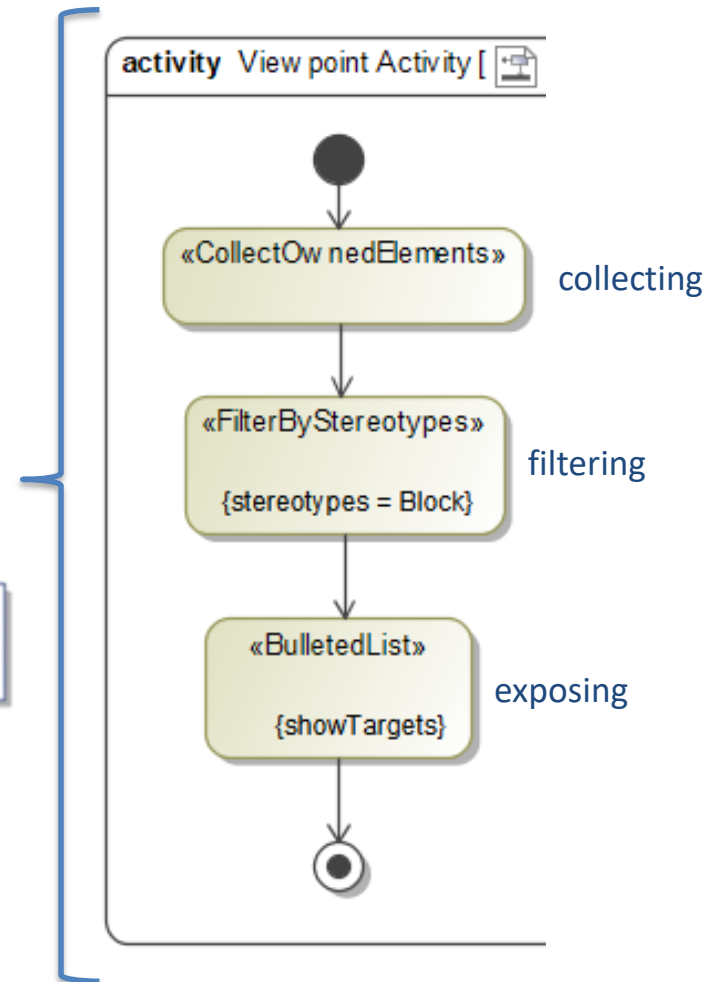 activity View point Activity [
«CollectOw nedElements»
collecting
«FilterByStereotypes»
{stereotypes = Block}
filtering
«BulletedList»
{showTargets}
exposing